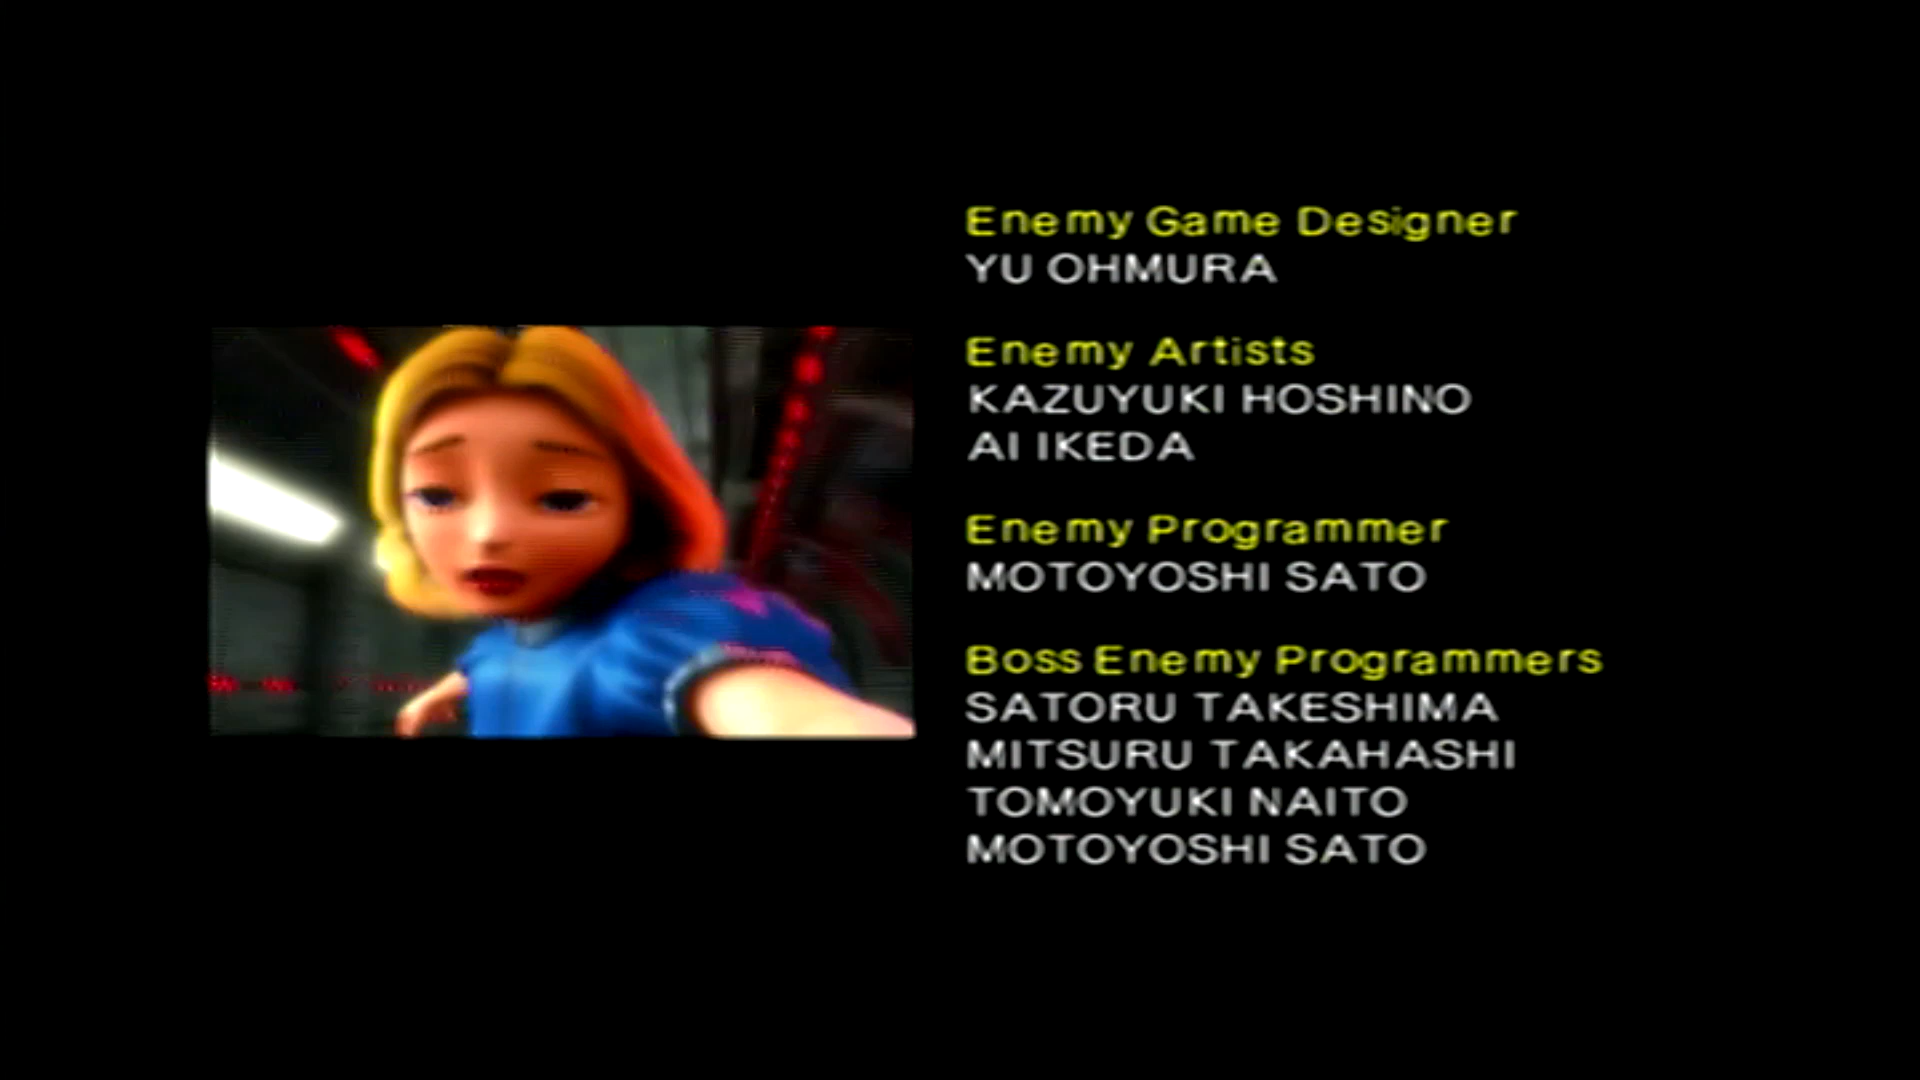 Enemy Game Designer
YU OHMURA
Enemy Artists
KAZUYUKI HOSHINO
AI IKEDA
Enemy Programmer
MOTOYOSHI SATO
Boss Enemy Programmers
SATORU TAKESHIMA
MITSURU TAKAHASHI
TOMOYUKI NAITO
MOTOYOSHI SATO